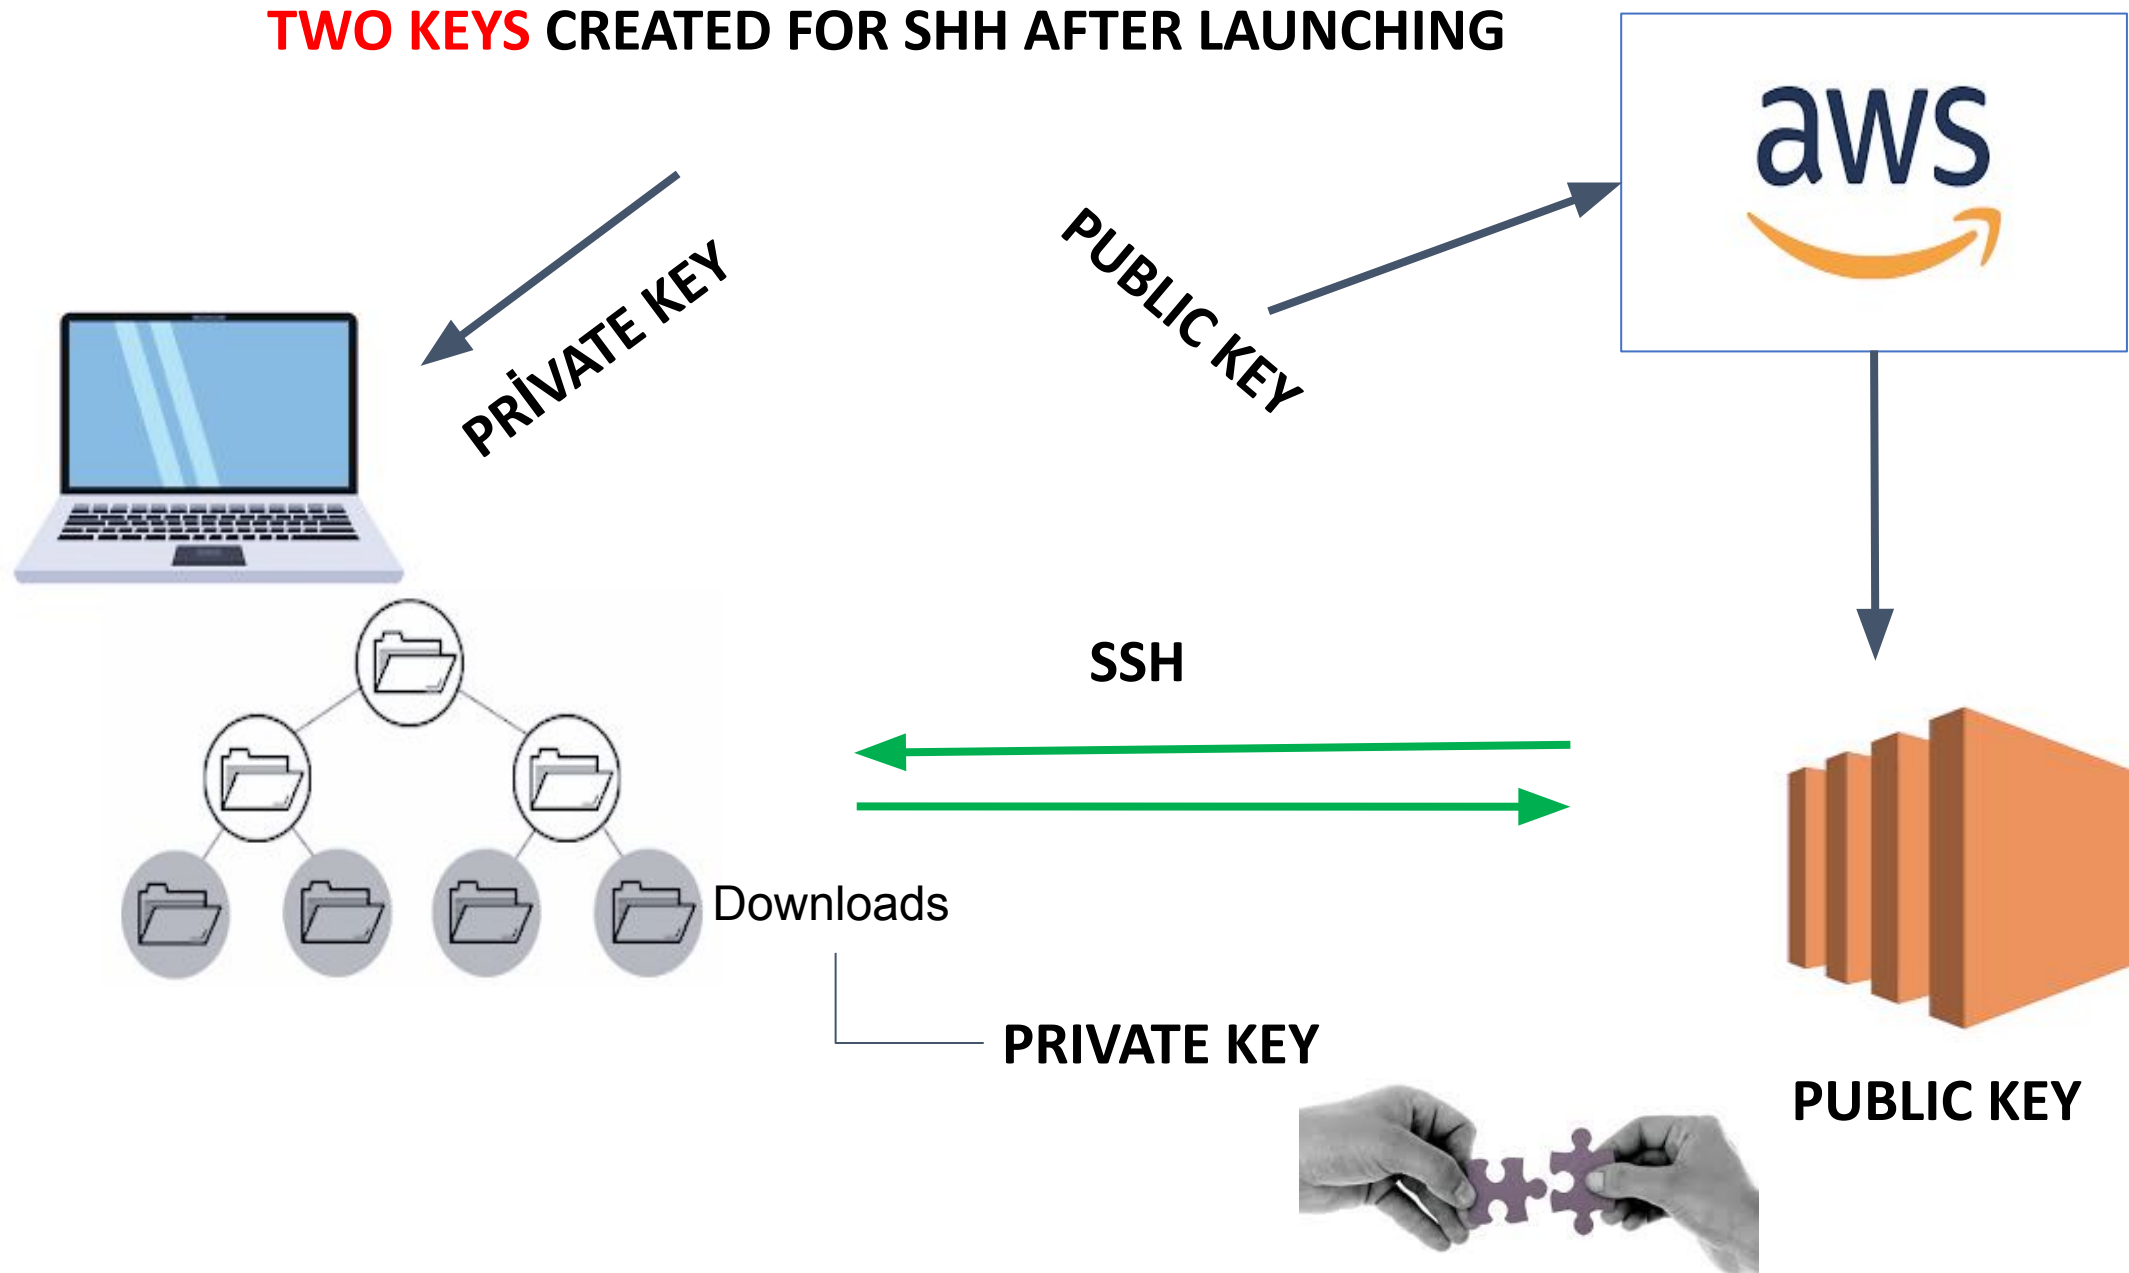 TWO KEYS CREATED FOR SHH AFTER LAUNCHING
aws
PRİVATE KEY
PUBLIC KEY
SSH
Downloads
PRIVATE KEY
PUBLIC KEY